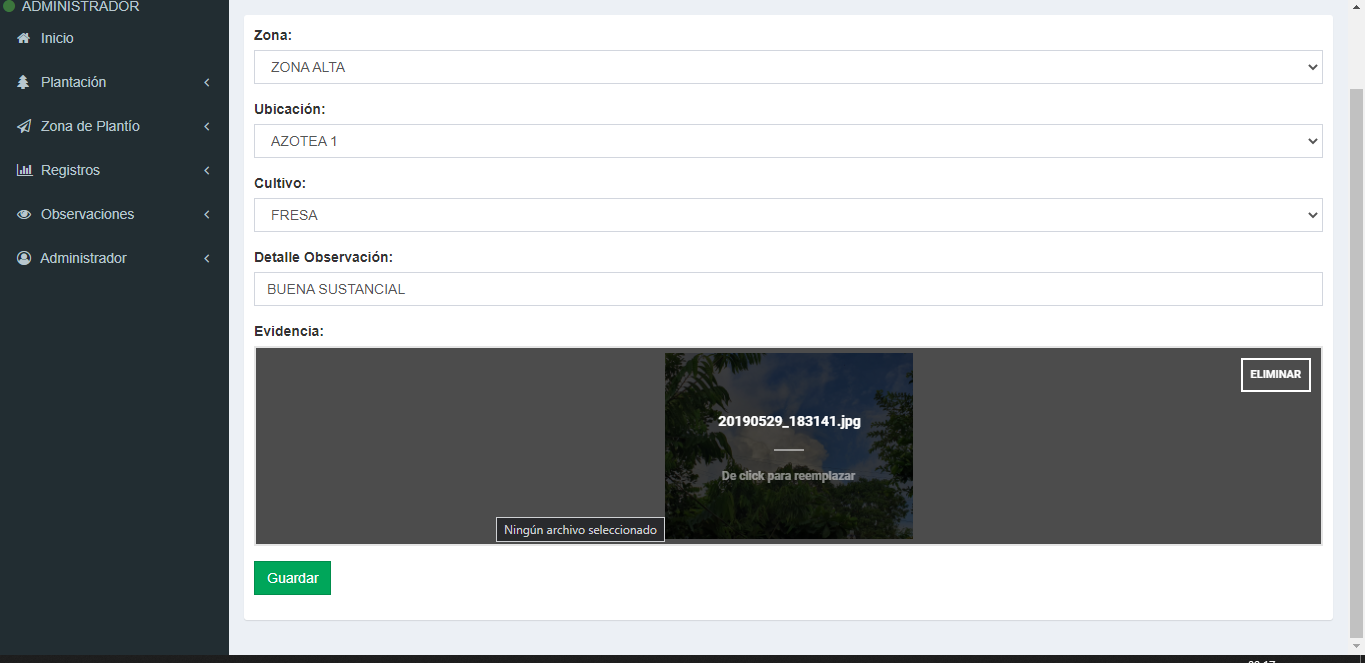 ADMINISTRADOR
Inicio
Plantación
Zona de Plantío
Registros
Observaciones
Administrador
Zona:
ZONA ALTA
Ubicación:
AZOTEA 1
Cultivo:
FRESA
Detalle Observación:
BUENA SUSTANCIAL
Evidencia:
ELIMINAR
20190529_183141.jpg
De click para reemplazar
Ningún archivo seleccionado
Guardar